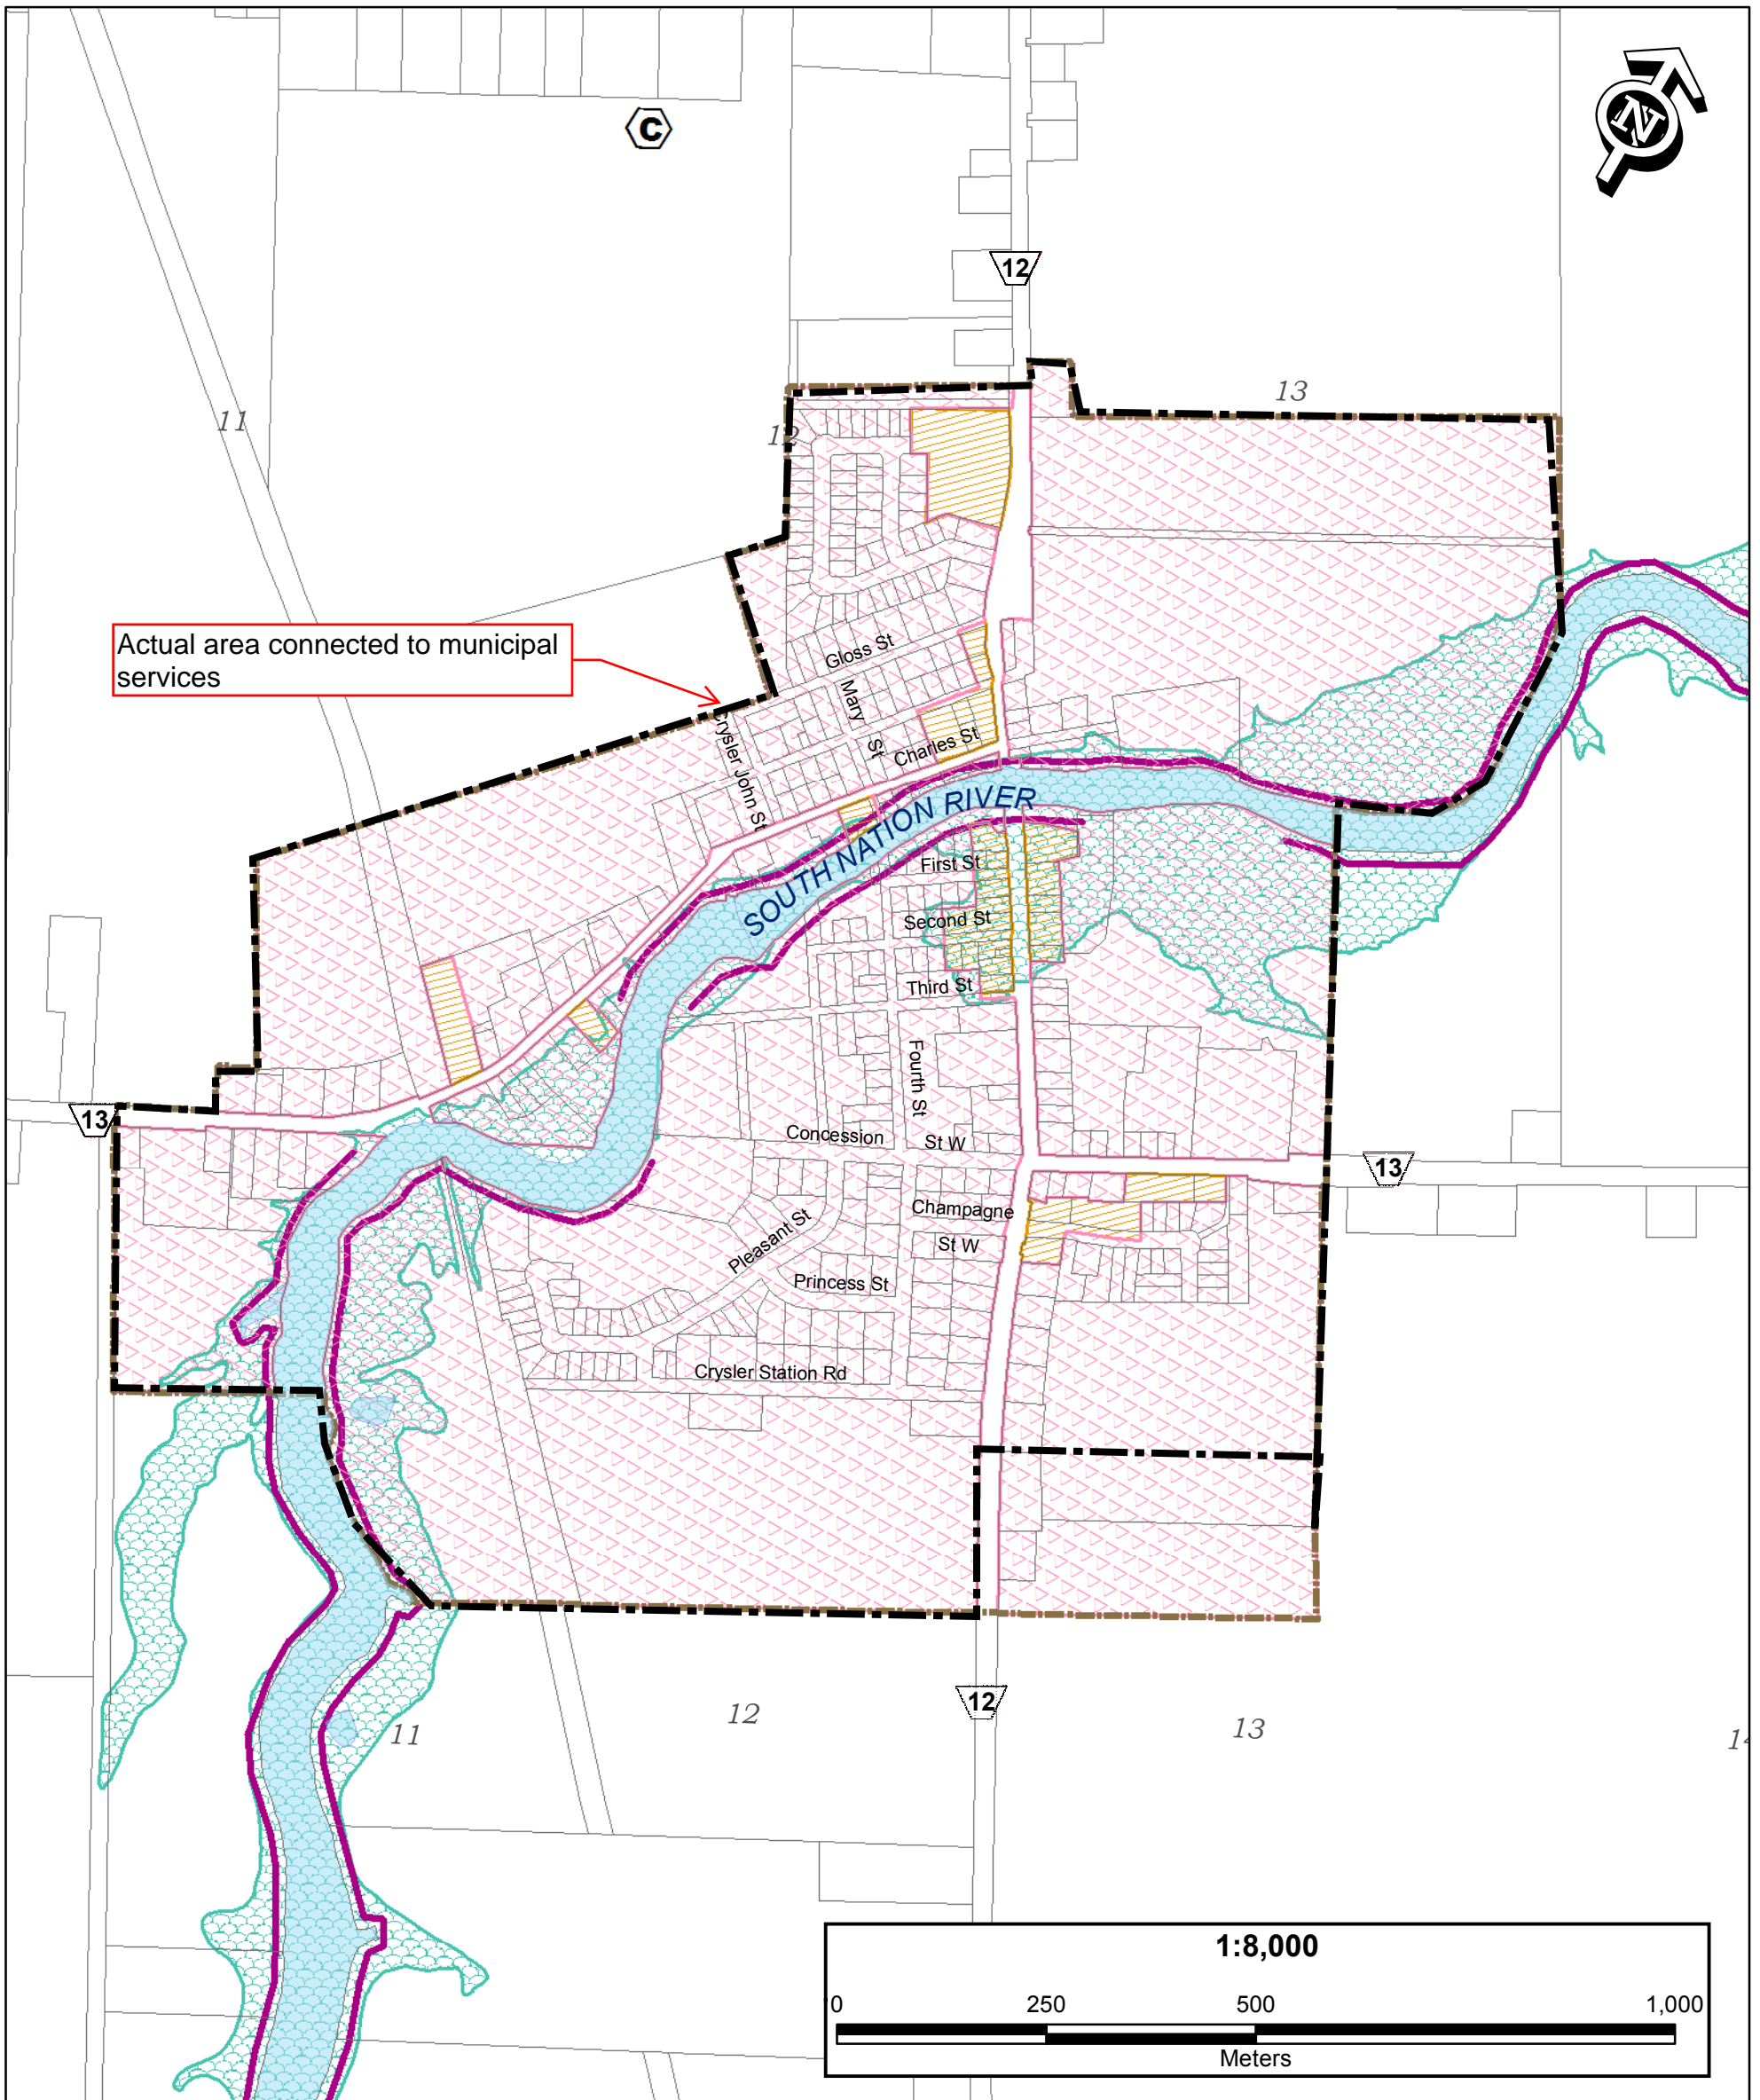 C
N
12
13
11
12
Actual area connected to municipal
services
Gloss St
Mary
St
Charles St
Crysler John St
SOUTH NATION RIVER
First St
Second St
Third St
Fourth St
13
Concession
St W
13
Champagne
St W
Pleasant St
Princess St
Crysler Station Rd
12
12
11
13
14
1:8,000
0
250
500
1,000
Meters